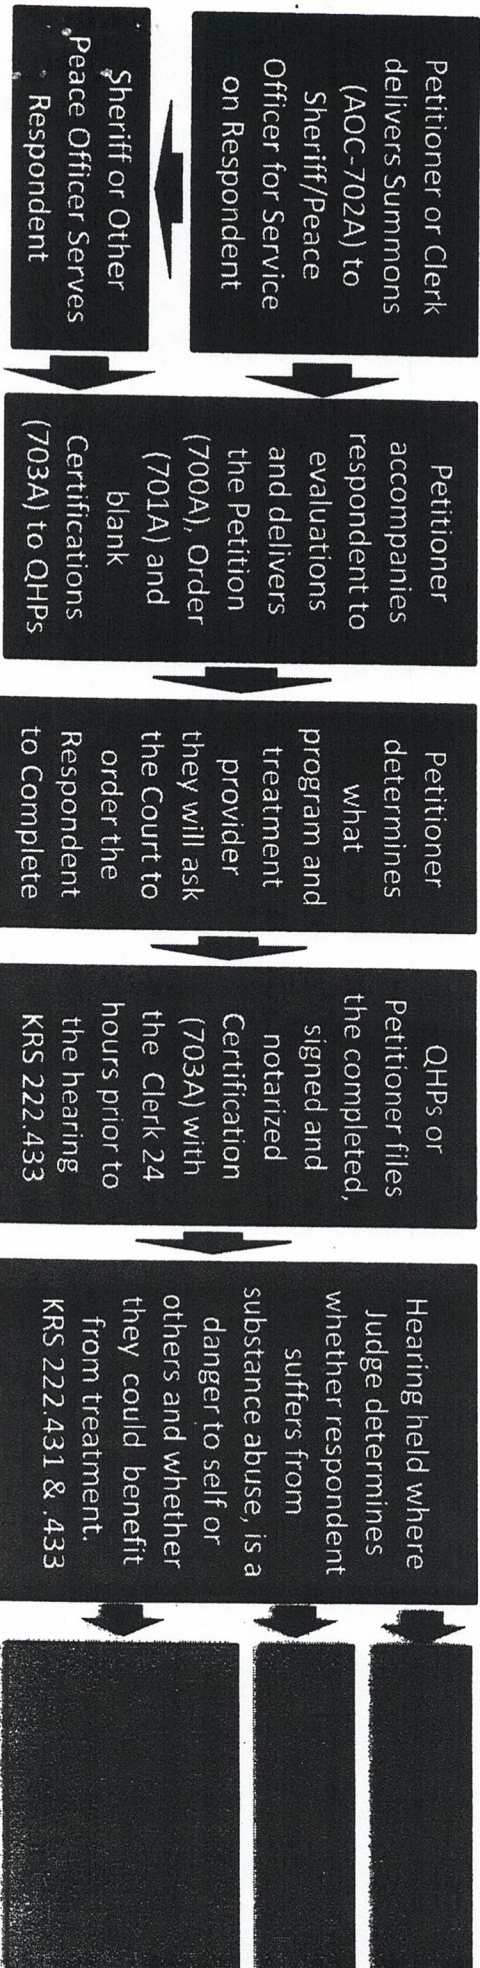 Petitioner or Clerk
delivers Summons
(AOC-702A) to
Sheriff/Peace
Officer for Service
on Respondent
Sheriff or Other
Peace Officer Serves
Respondent
Petitioner
accompanies
respondent to
evaluations
and delivers
the Petition
(700A), Order
(701A) and
blank
Certifications
(703A) to QHPs
Petitioner
determines
what
program and
treatment
provider
they will ask
the Court to
order the
Respondent
to Complete
QHPs or
Petitioner files
the completed,
signed and
notarized
Certification
(703A) with
the Clerk 24
hours prior to
the hearing
KRS 222.433
Hearing held where
Judge determines
whether respondent
suffers from
substance abuse, is a
danger to self or
others and whether
they could benefit
from treatment.
KRS 222.431 & .433